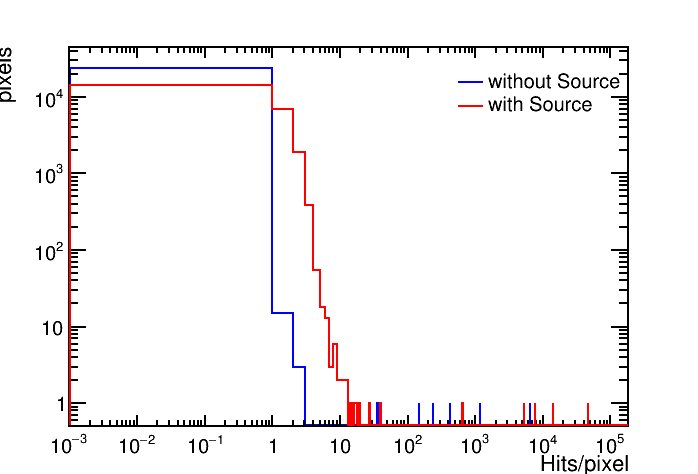 pixels
without Source
with Source
10⁴
10³
10²
10
1
10⁻³ 10⁻² 10⁻¹ 1 10 10² 10³ 10⁴ 10⁵
Hits/pixel